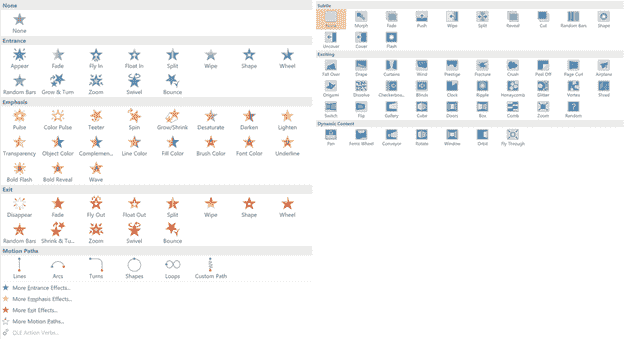 None
None
Entrance
Appear Fade Fly In Float In Split Wipe Shape Wheel
Random Bars Grow & Turn Zoom Swivel Bounce
Emphasis
Pulse Color Pulse Teeter Spin Grow/Shrink Desaturate Darken Lighten
Transparency Object Color Complemen... Line Color Fill Color Brush Color Font Color Underline
Bold Flash Bold Reveal Wave
Exit
Disappear Fade Fly Out Float Out Split Wipe Shape Wheel
Random Bars Shrink & Tu... Zoom Swivel Bounce
Motion Paths
Lines Arcs Turns Shapes Loops Custom Path
More Entrance Effects...
More Emphasis Effects...
More Exit Effects...
More Motion Paths...
OLE Action Verbs...
Subtle
None Morph Fade Push Wipe Split Reveal Cut Random Bars Shape
Uncover Cover Flash
Exciting
Fall Over Drape Curtains Wind Prestige Fracture Crush Peel Off Page Curl Airplane
Origami Dissolve Checkerboa... Blinds Clock Ripple Honeycomb Glitter Vortex Shred
Switch Flip Gallery Cube Doors Box Comb Zoom Random
Dynamic Content
Pan Ferris Wheel Conveyor Rotate Window Orbit Fly Through